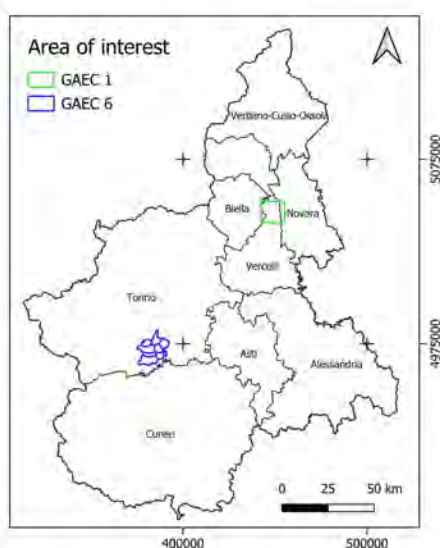 Area of interest
GAEC 1
GAEC 6
Verbano-Cusio-Ossola
5075000
Biella
Novara
Vercelli
Torino
4975000
Asti
Alessandria
Cuneo
0 25 50 km
400000 500000